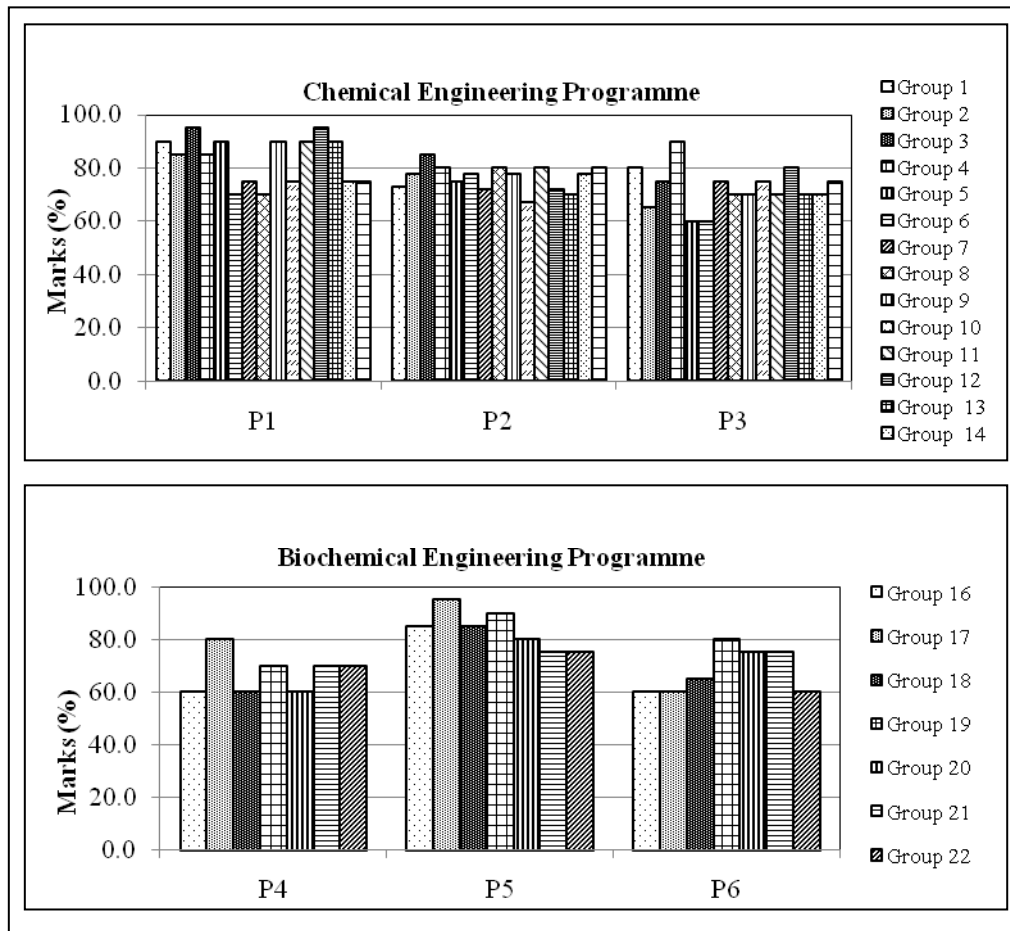 Chemical Engineering Programme
Marks (%)
100.0
80.0
60.0
40.0
20.0
0.0
P1
P2
P3
Group 1
Group 2
Group 3
Group 4
Group 5
Group 6
Group 7
Group 8
Group 9
Group 10
Group 11
Group 12
Group 13
Group 14
Biochemical Engineering Programme
Marks (%)
100.0
80.0
60.0
40.0
20.0
0.0
P4
P5
P6
Group 16
Group 17
Group 18
Group 19
Group 20
Group 21
Group 22